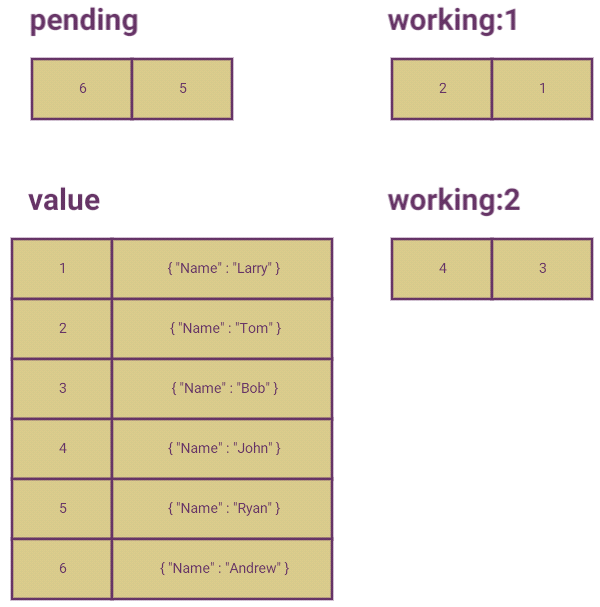 pending
6 5
working:1
2 1
value
1 { "Name" : "Larry" }
2 { "Name" : "Tom" }
3 { "Name" : "Bob" }
4 { "Name" : "John" }
5 { "Name" : "Ryan" }
6 { "Name" : "Andrew" }
working:2
4 3